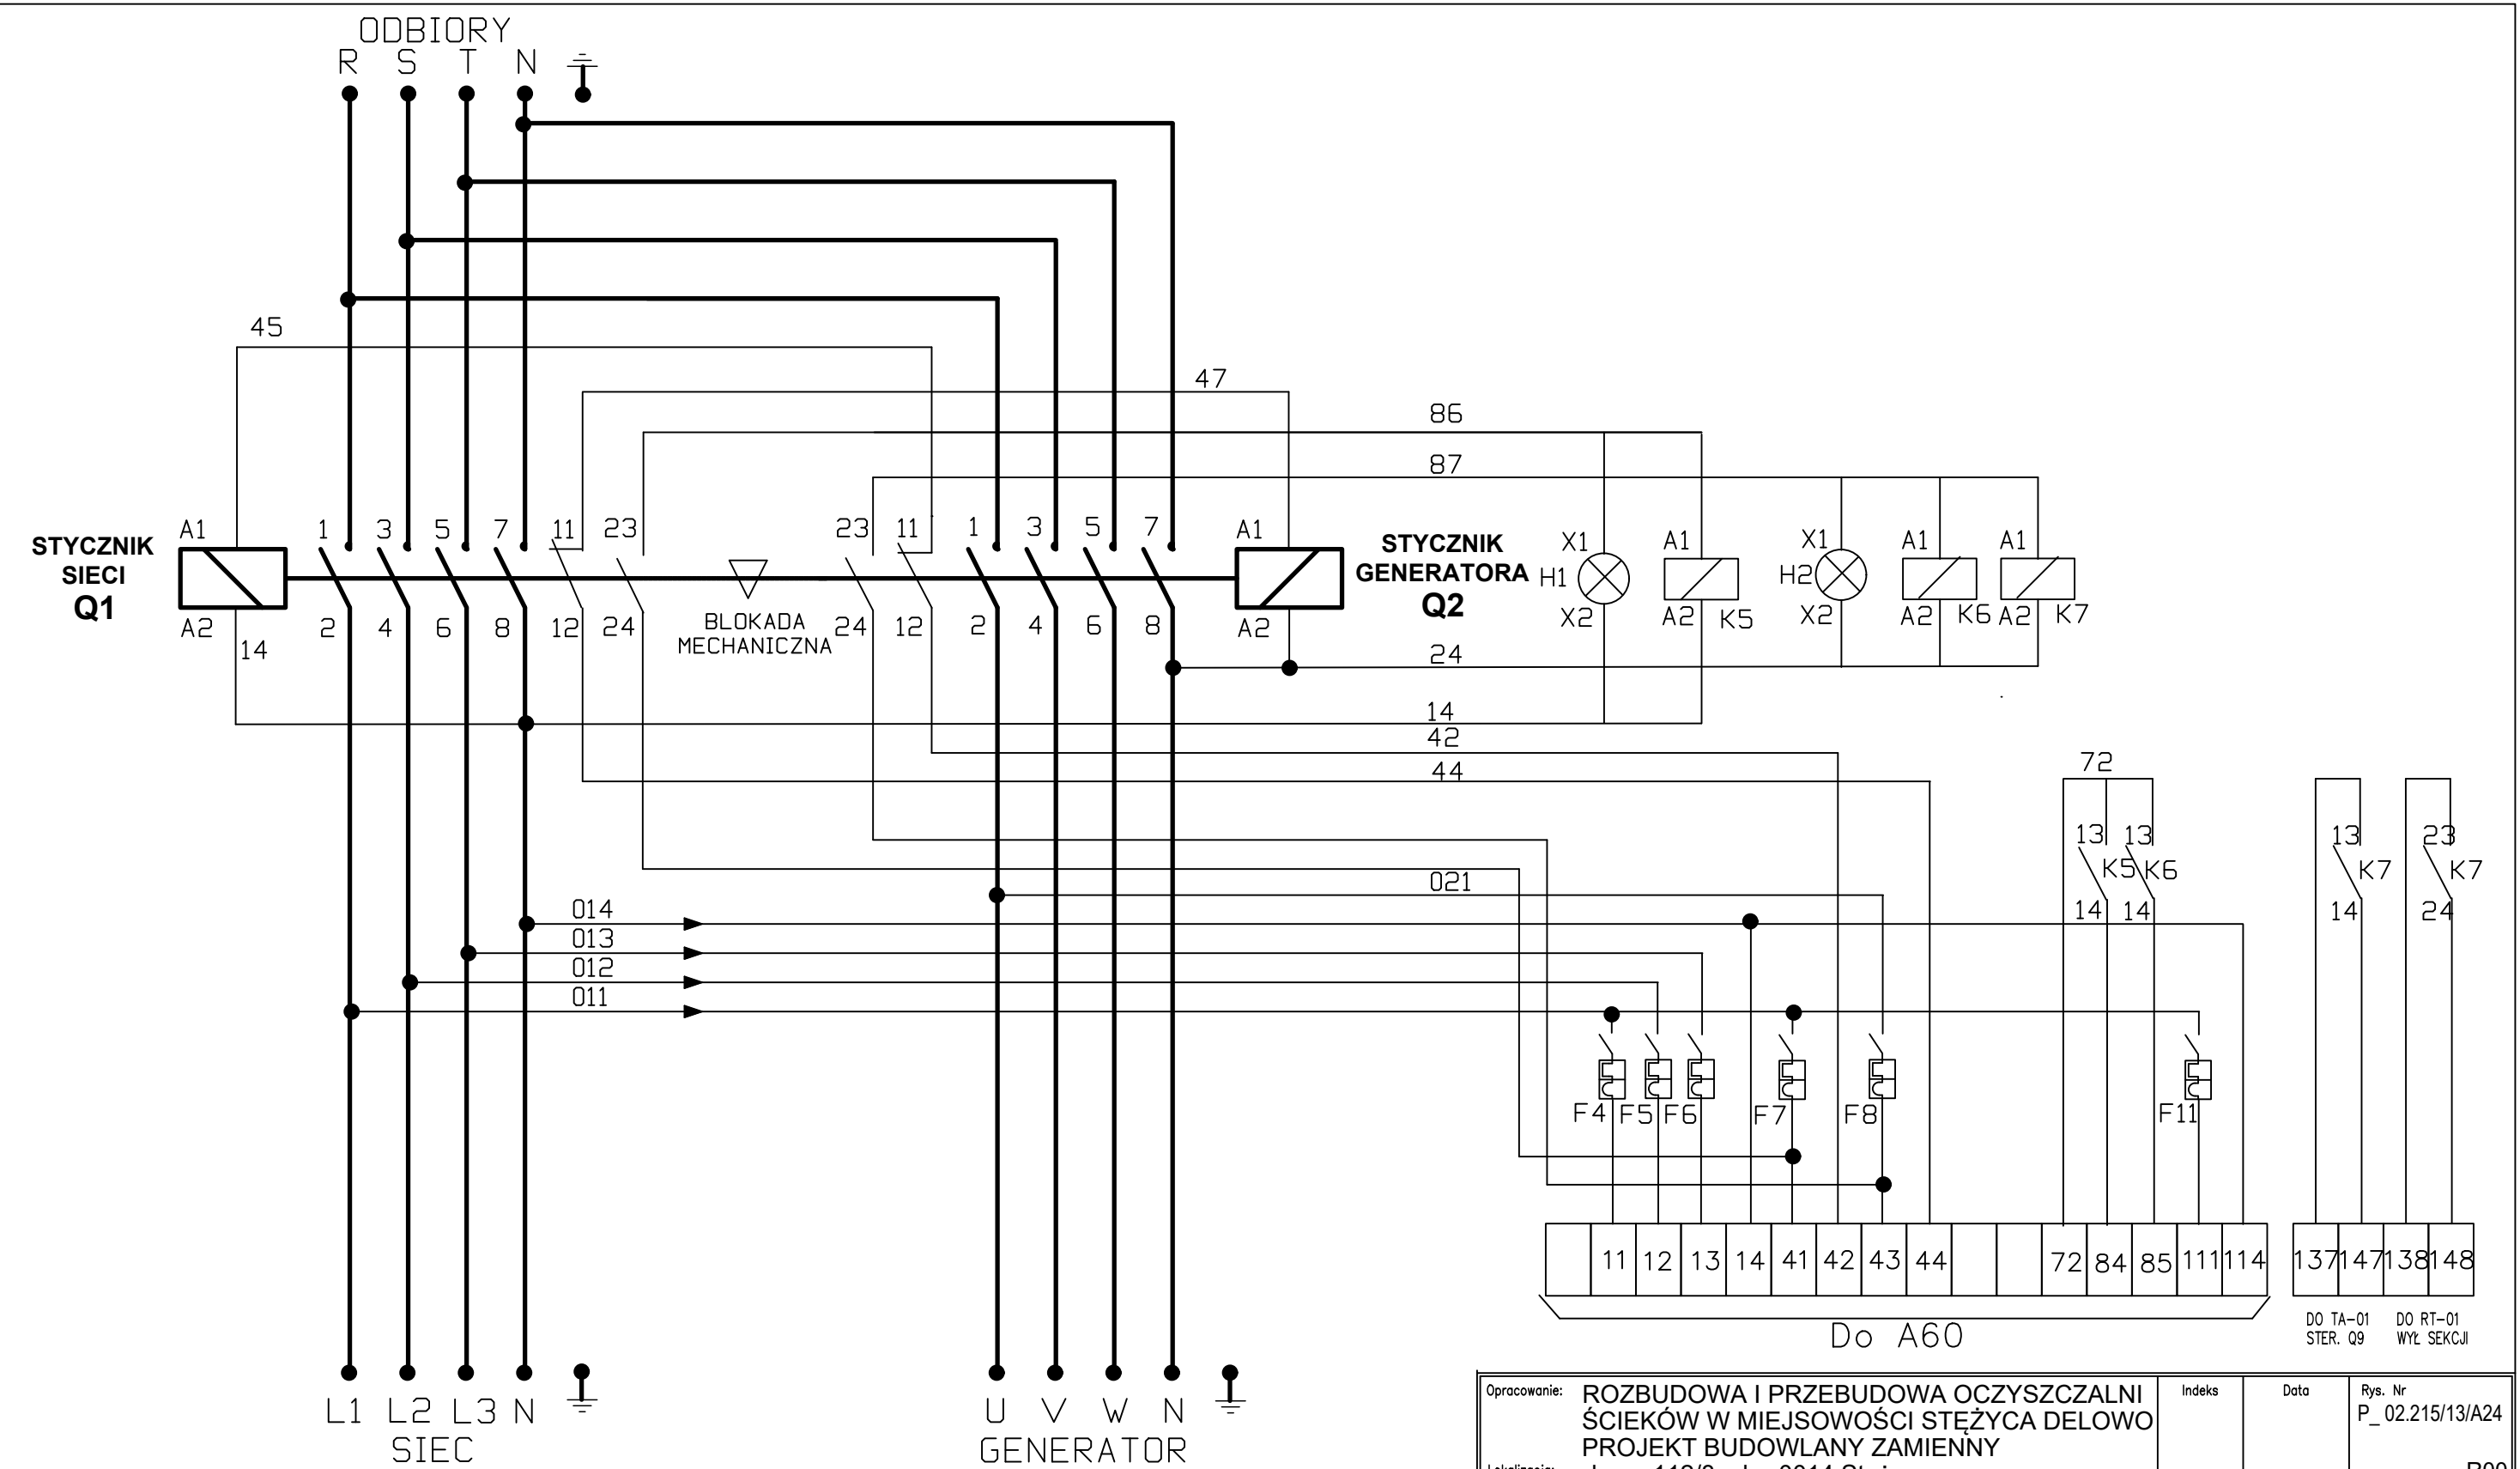 ODBIORY
R S T N
45
47
86
87
STYCZNIK
SIECI
Q1
A1
A2
14
1 3 5 7 11 23
2 4 6 8 12 24
BLOKADA
MECHANICZNA
23 11 1 3 5 7
24 12 2 4 6 8
A1
A2
STYCZNIK
GENERATORA
Q2
X1
H1
X2
A1
A2 K5
X1
H2
X2
A1
A2 K6
A1
A2 K7
24
14
42
44
72
13 13
K5 K6
14 14
13
K7
14
23
K7
24
021
014
013
012
011
F4 F5 F6 F7 F8 F11
11 12 13 14 41 42 43 44 72 84 85 111 114
137 147 138 148
Do A60
DO TA-01
STER. Q9
DO RT-01
WYŁ SEKCJI
L1 L2 L3 N
SIEC
U V W N
GENERATOR
Opracowanie: ROZBUDOWA I PRZEBUDOWA OCZYSZCZALNI
ŚCIEKÓW W MIEJSOWOŚCI STĘŻYCA DELOWO
PROJEKT BUDOWLANY ZAMIENNY
Indeks
Data
Rys. Nr
P_ 02.215/13/A24